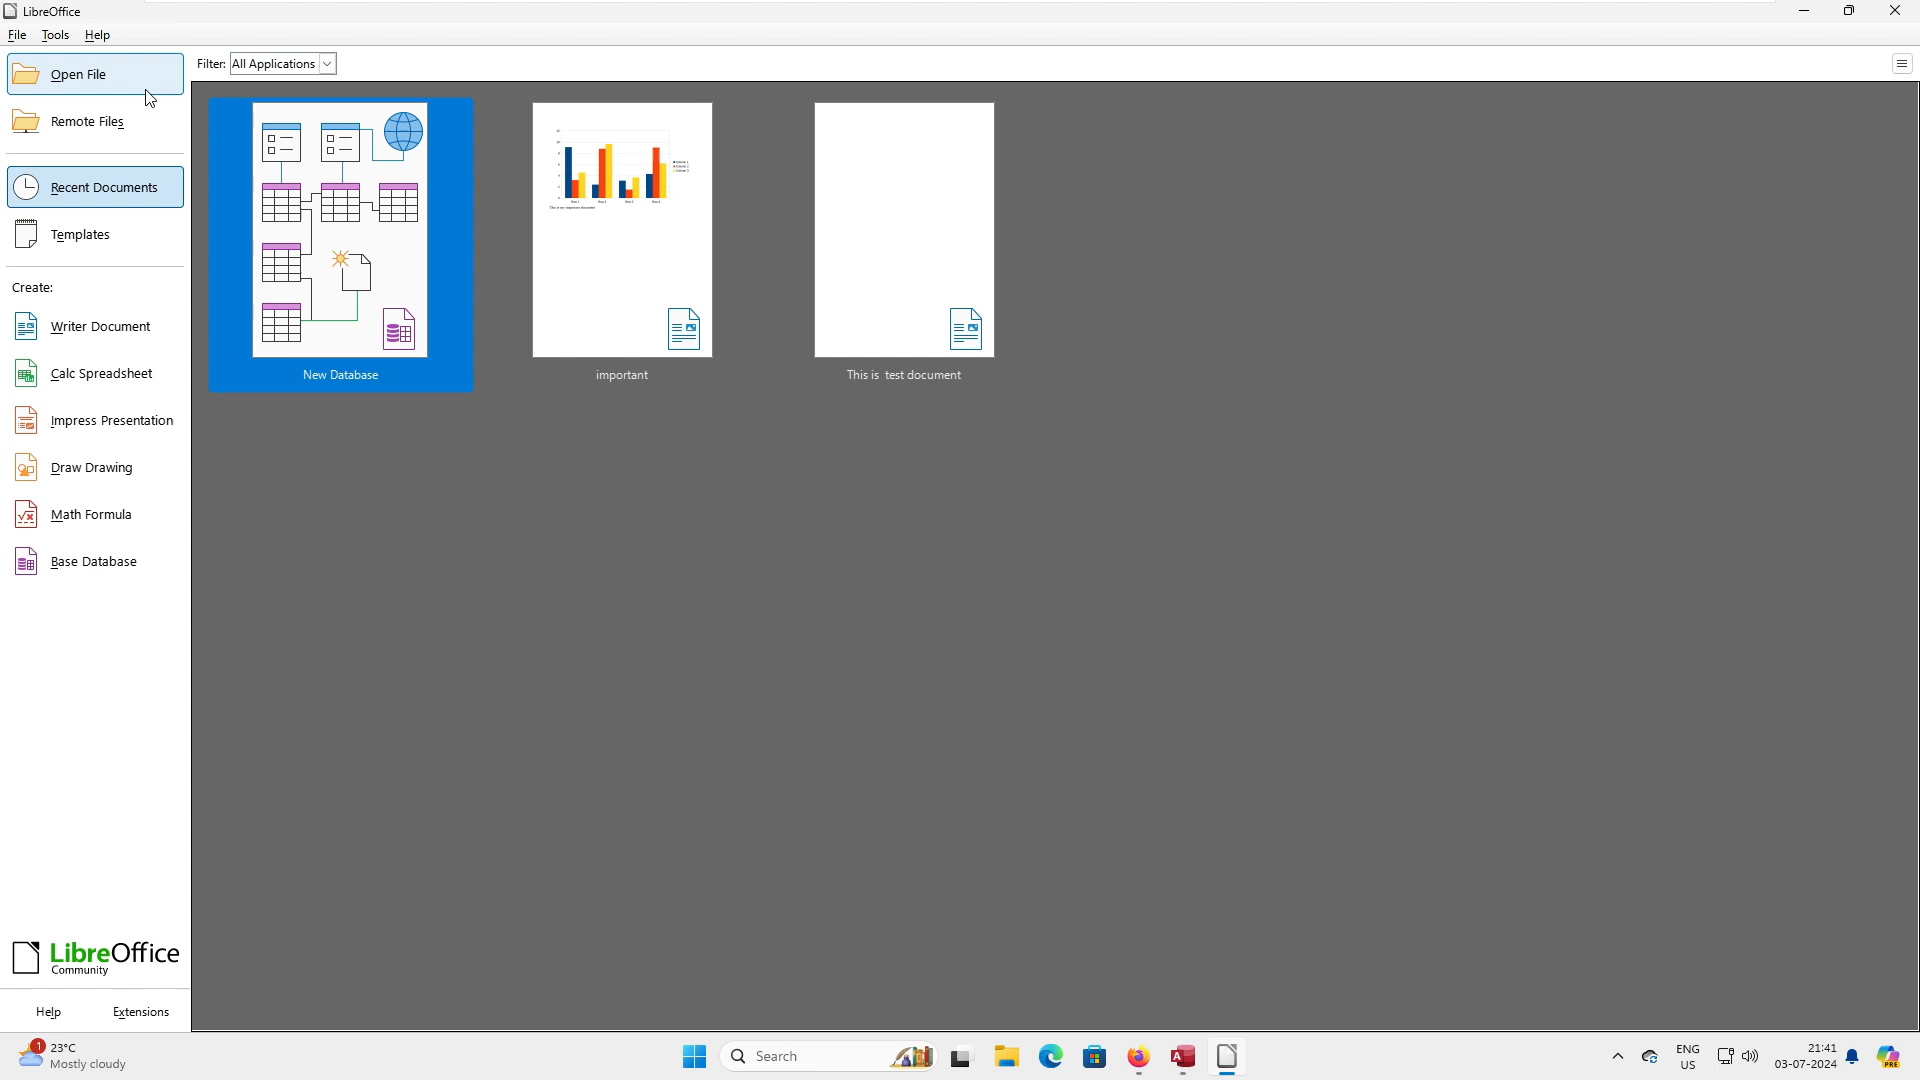 LibreOffice
File Tools Help
Open File
Filter: All Applications
Remote Files
Recent Documents
Templates
Create:
Writer Document
Calc Spreadsheet
Impress Presentation
Draw Drawing
Math Formula
Base Database
New Database
important
This is test document
LibreOffice
Community
Help Extensions
1
23°C
Mostly cloudy
Search
ENG
US
21:41
03-07-2024
PRE